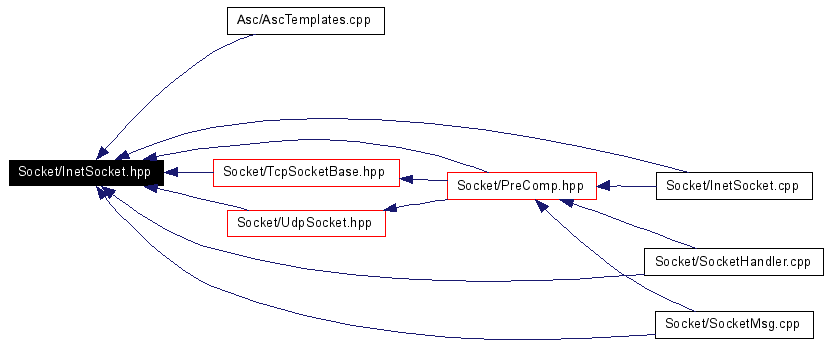 Asc/AscTemplates.cpp
Socket/InetSocket.hpp
Socket/TcpSocketBase.hpp
Socket/PreComp.hpp
Socket/InetSocket.cpp
Socket/UdpSocket.hpp
Socket/SocketHandler.cpp
Socket/SocketMsg.cpp